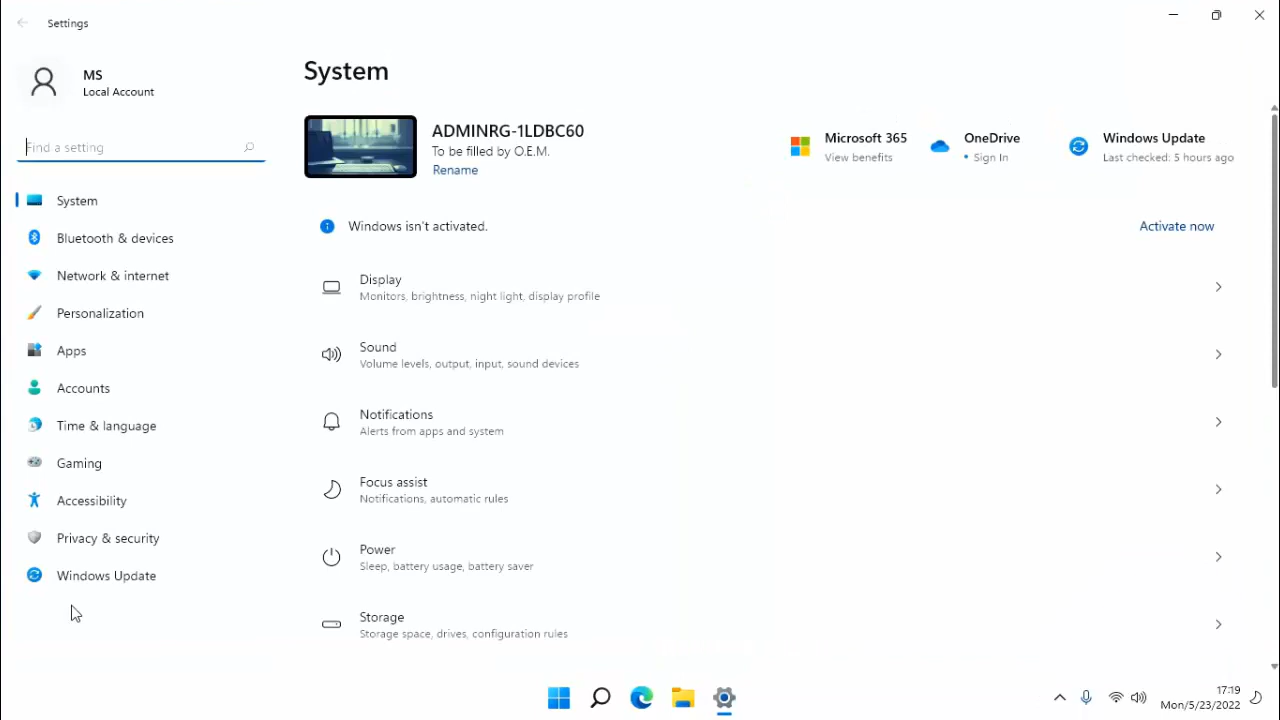 Settings
MS
Local Account
Find a setting
System
Bluetooth & devices
Network & internet
Personalization
Apps
Accounts
Time & language
Gaming
Accessibility
Privacy & security
Windows Update
System
ADMINRG-1LDBC60
To be filled by O.E.M.
Rename
Microsoft 365
View benefits
OneDrive
• Sign In
Windows Update
Last checked: 5 hours ago
Windows isn't activated.
Activate now
Display
Monitors, brightness, night light, display profile
Sound
Volume levels, output, input, sound devices
Notifications
Alerts from apps and system
Focus assist
Notifications, automatic rules
Power
Sleep, battery usage, battery saver
Storage
Storage space, drives, configuration rules
17:19
Mon/5/23/2022